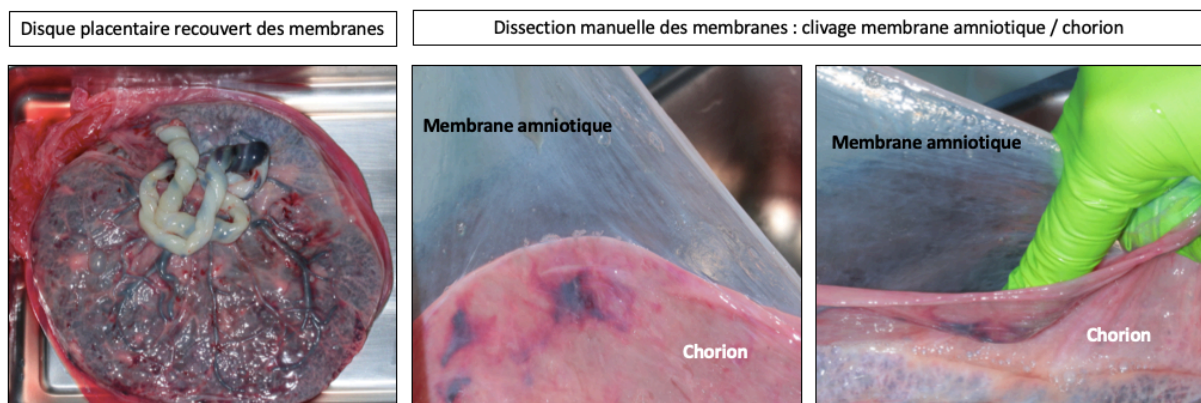 Disque placentaire recouvert des membranes
Dissection manuelle des membranes : clivage membrane amniotique / chorion
Membrane amniotique
Chorion
Membrane amniotique
Chorion